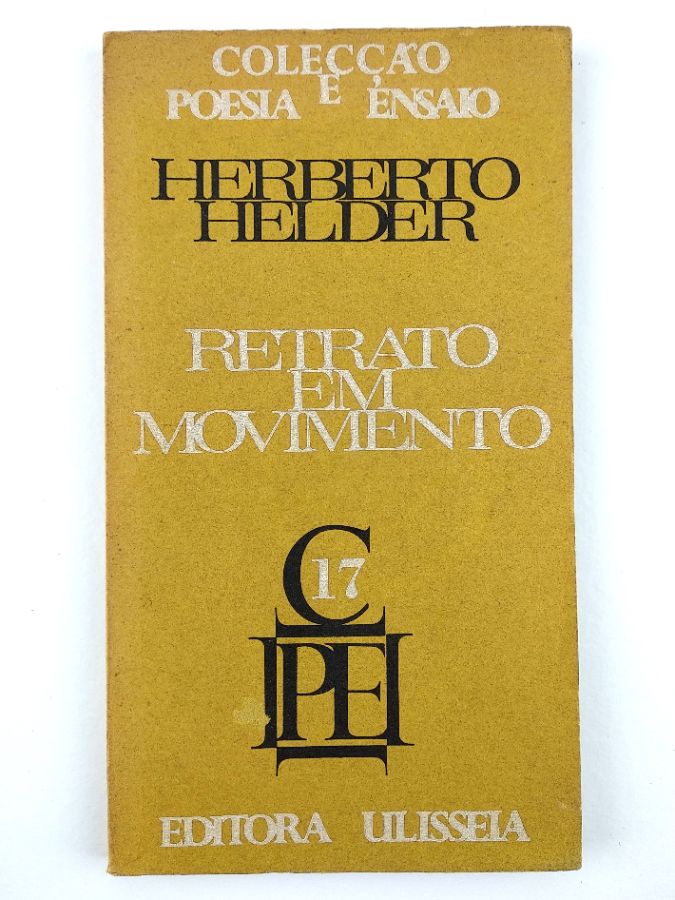 COLECÇÃO
E
POESIA ENSAIO
HERBERTO
HELDER
RETRATO
EM
MOVIMENTO
C
17
PE
EDITORA ULISSEIA